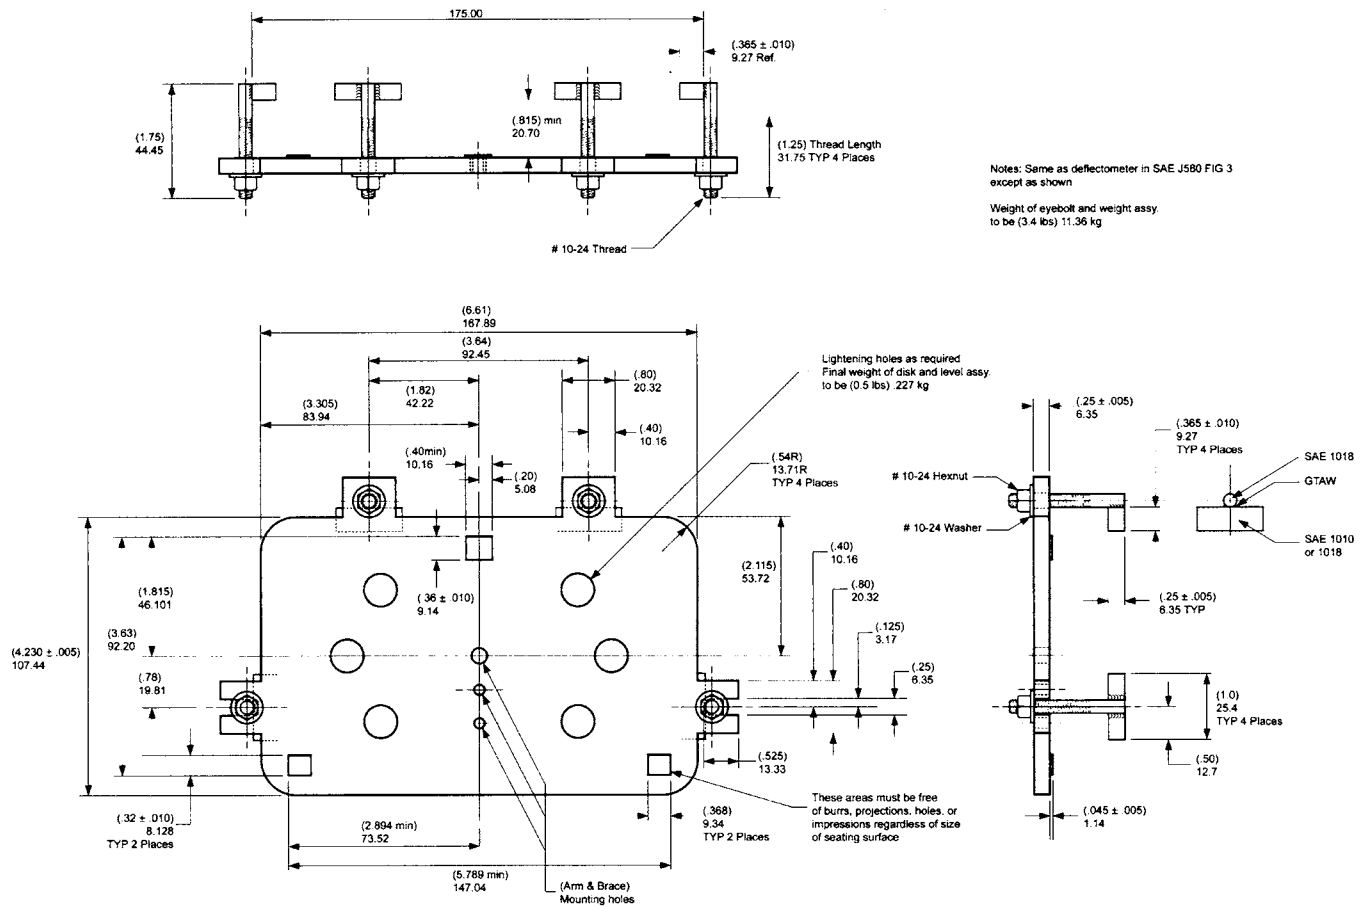 175.00
(.365 ± .010)
9.27 Ref.
(1.75)
44.45
(.815) min
20.70
(1.25) Thread Length
31.75 TYP 4 Places
# 10-24 Thread
Notes: Same as deflectometer in SAE J580 FIG 3
except as shown
Weight of eyebolt and weight assy.
to be (3.4 lbs) 11.36 kg
(6.61)
167.89
(3.64)
92.45
(1.82)
42.22
(.80)
20.32
(3.305)
83.94
(.40)
10.16
(.40min)
10.16
(.20)
5.08
Lightening holes as required
Final weight of disk and level assy.
to be (0.5 lbs) .227 kg
(.54R)
13.71R
TYP 4 Places
(.25 ± .005)
6.35
(.365 ± .010)
9.27
TYP 4 Places
# 10-24 Hexnut
# 10-24 Washer
SAE 1018
GTAW
SAE 1010
or 1018
(.25 ± .005)
6.35 TYP
(1.815)
46.101
(.36 ± .010)
9.14
(2.115)
53.72
(.40)
10.16
(.80)
20.32
(.125)
3.17
(.25)
6.35
(4.230 ± .005)
107.44
(3.63)
92.20
(.78)
19.81
(1.0)
25.4
TYP 4 Places
(.50)
12.7
(.525)
13.33
(.32 ± .010)
8.128
TYP 2 Places
(2.894 min)
73.52
(5.789 min)
147.04
(.368)
9.34
TYP 2 Places
These areas must be free
of burrs, projections, holes, or
impressions regardless of size
of seating surface
(.045 ± .005)
1.14
(Arm & Brace)
Mounting holes